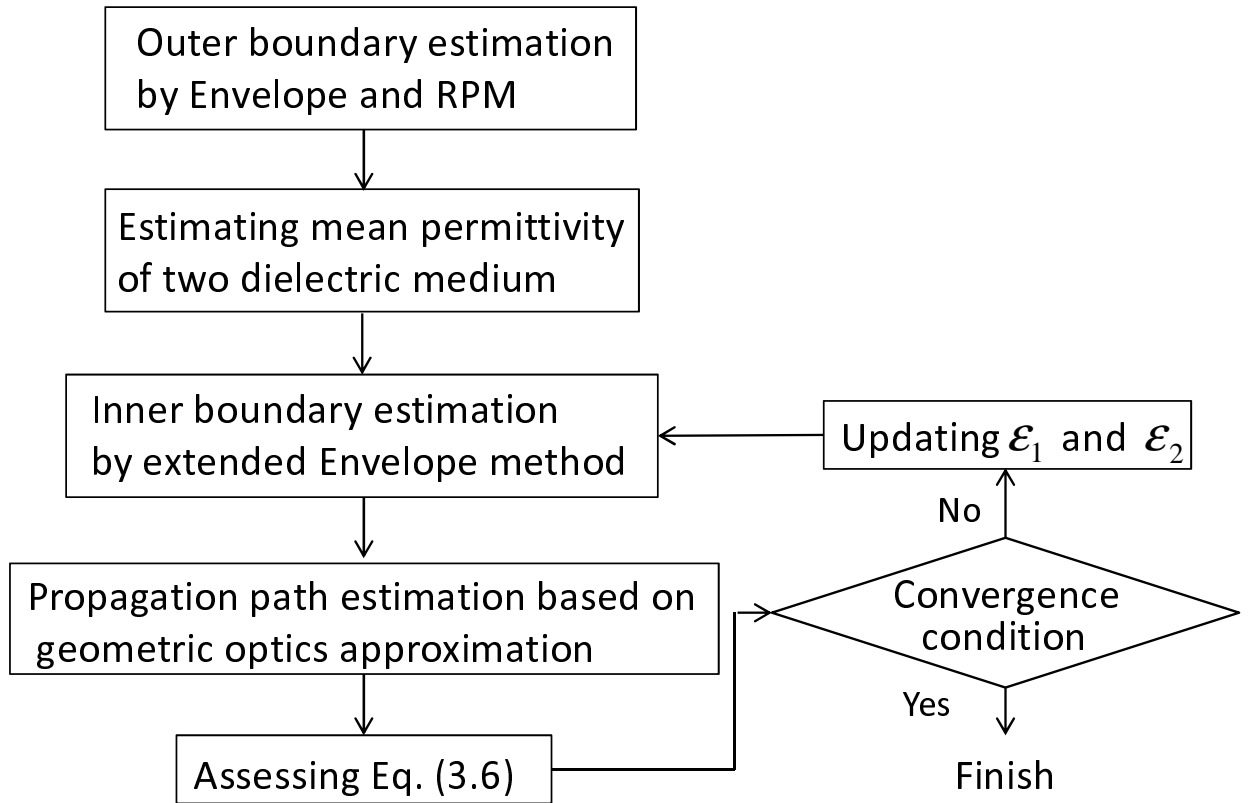 Outer boundary estimation
by Envelope and RPM
Estimating mean permittivity
of two dielectric medium
Inner boundary estimation
by extended Envelope method
Updating ε₁ and ε₂
No
Propagation path estimation based on
geometric optics approximation
Convergence
condition
Yes
Assessing Eq. (3.6)
Finish